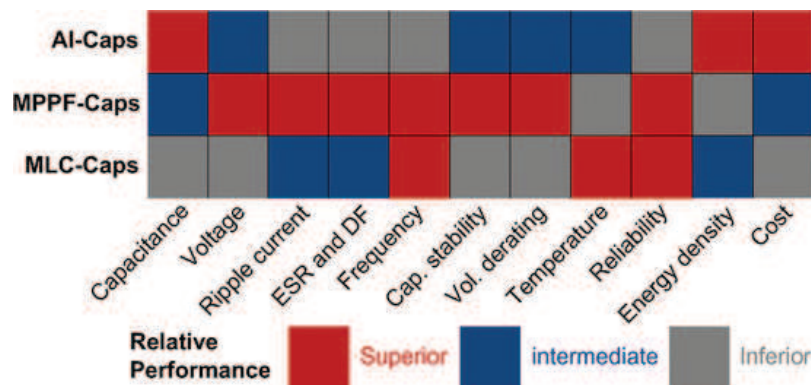 Al-Caps
MPPF-Caps
MLC-Caps
Capacitance
Voltage
Ripple current
ESR and DF
Frequency
Cap. stability
Vol. derating
Temperature
Reliability
Energy density
Cost
Relative
Performance
Superior
intermediate
Inferior